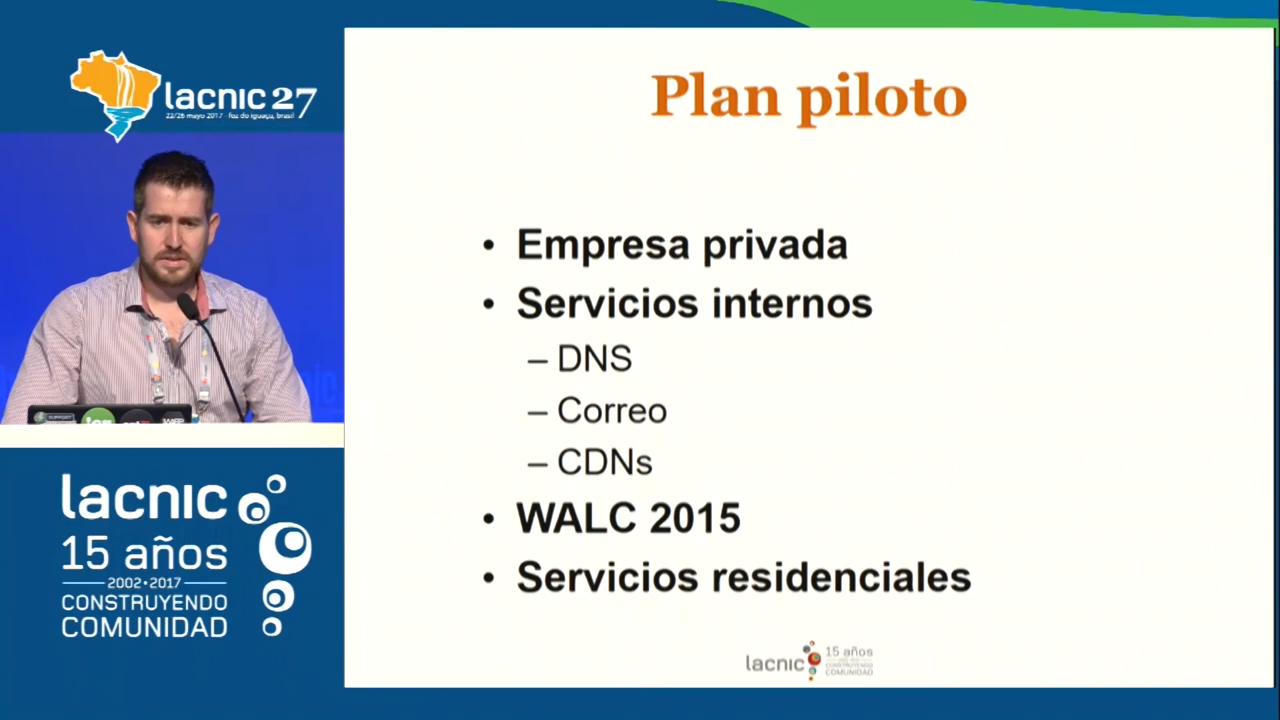 lacnic 27
22/26 mayo 2017 - foz do iguaçu, brasil
lacnic
15 años
2002•2017
CONSTRUYENDO
COMUNIDAD
Plan piloto
• Empresa privada
• Servicios internos
– DNS
– Correo
– CDNs
• WALC 2015
• Servicios residenciales
lacnic
15 años
CONSTRUYENDO
COMUNIDAD